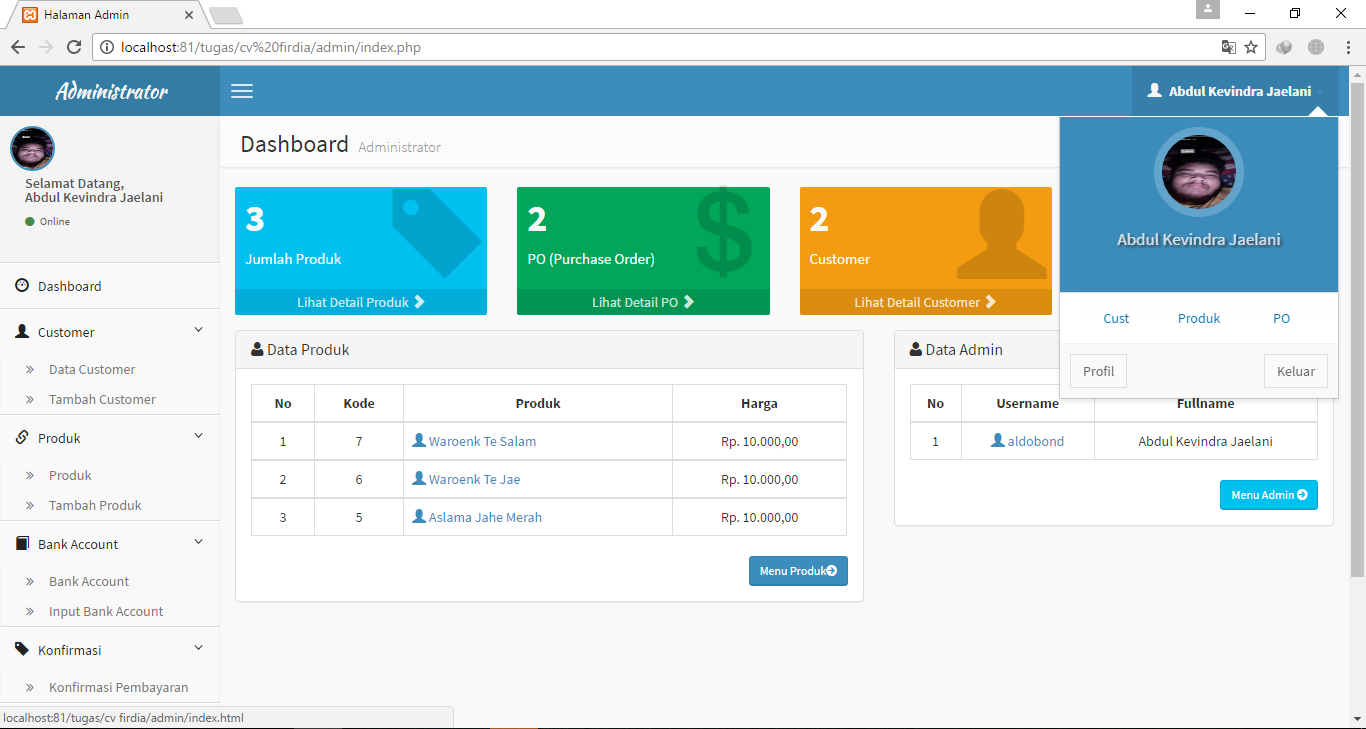 Halaman Admin
localhost:81/tugas/cv%20firdia/admin/index.php
Administrator
Abdul Kevindra Jaelani
Selamat Datang,
Abdul Kevindra Jaelani
Online
Dashboard
Customer
Data Customer
Tambah Customer
Produk
Produk
Tambah Produk
Bank Account
Bank Account
Input Bank Account
Konfirmasi
Konfirmasi Pembayaran
Dashboard Administrator
3
Jumlah Produk
Lihat Detail Produk
2
PO (Purchase Order)
Lihat Detail PO
2
Customer
Lihat Detail Customer
Abdul Kevindra Jaelani
Cust Produk PO
Profil Keluar
Data Produk
No Kode Produk Harga
1 7 Waroenk Te Salam Rp. 10.000,00
2 6 Waroenk Te Jae Rp. 10.000,00
3 5 Aslama Jahe Merah Rp. 10.000,00
Menu Produk
Data Admin
No Username Fullname
1 aldobond Abdul Kevindra Jaelani
Menu Admin
localhost:81/tugas/cv firdia/admin/index.html